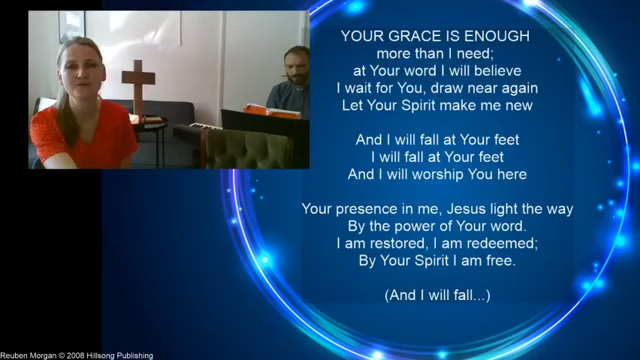 YOUR GRACE IS ENOUGH
more than I need;
at Your word I will believe
I wait for You, draw near again
Let Your Spirit make me new
And I will fall at Your feet
I will fall at Your feet
And I will worship You here
Your presence in me, Jesus light the way
By the power of Your word.
I am restored, I am redeemed;
By Your Spirit I am free.
(And I will fall...)
Reuben Morgan © 2008 Hillsong Publishing